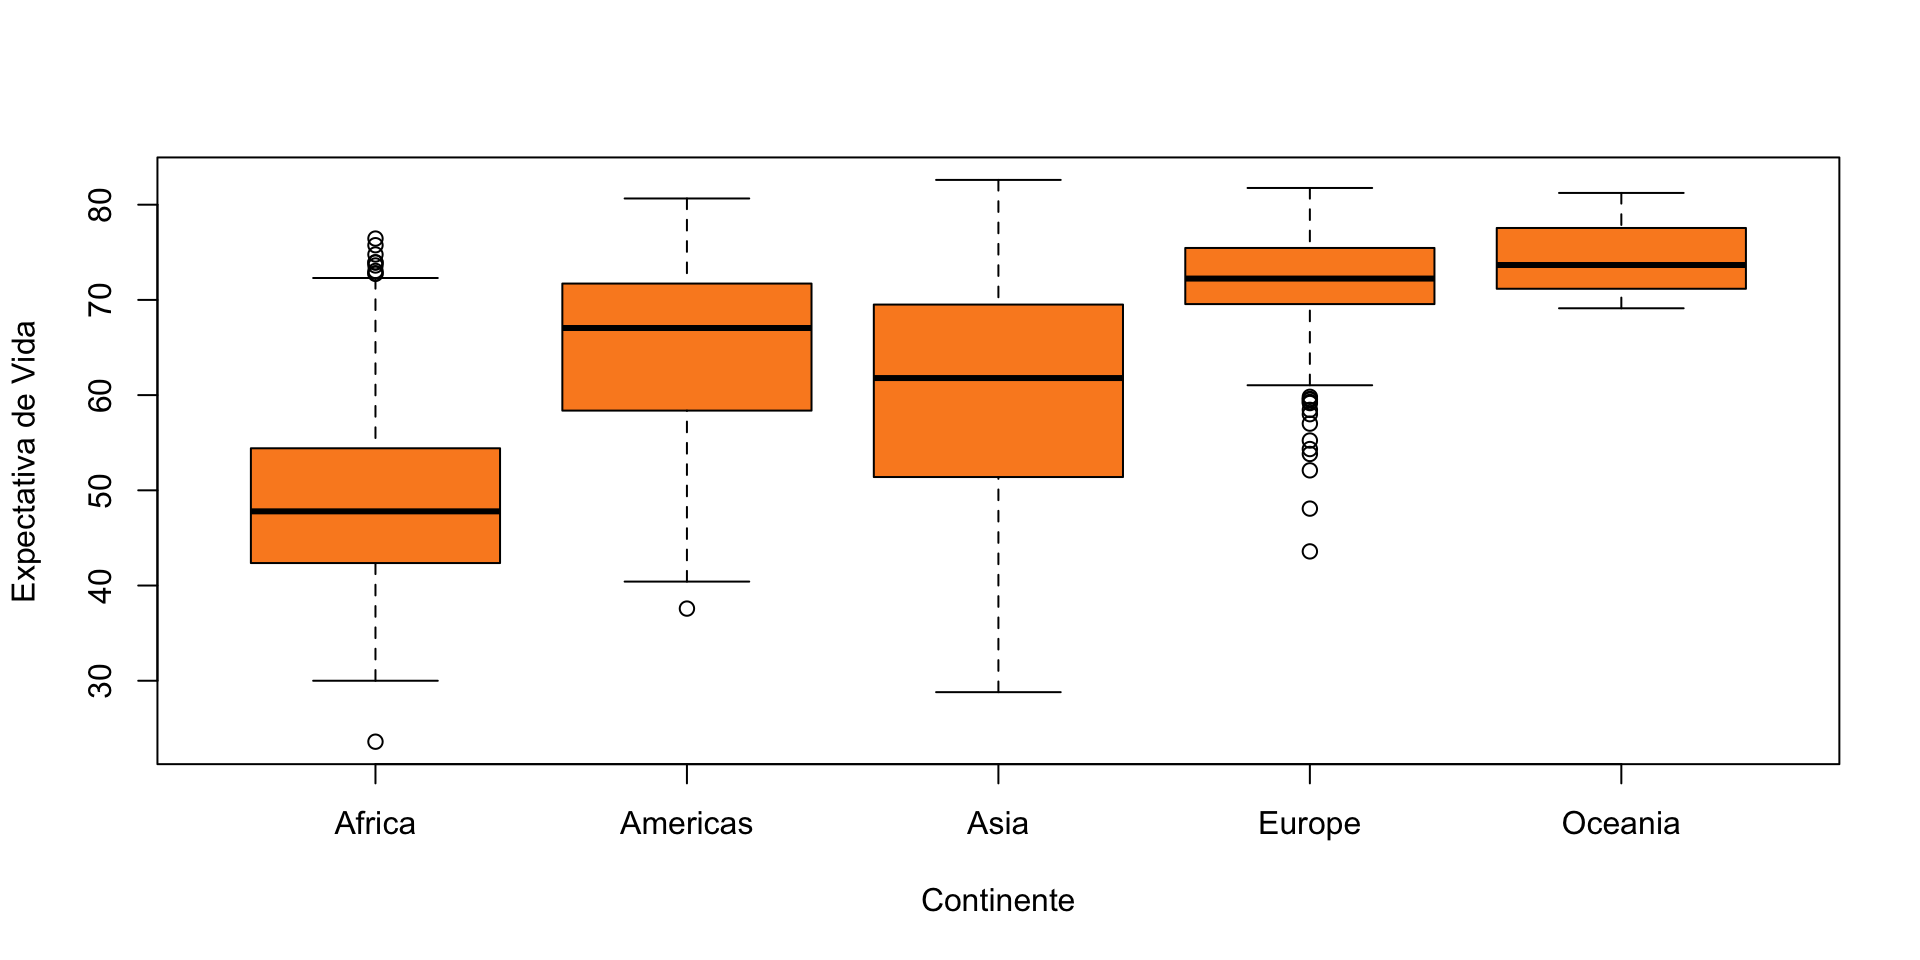 Expectativa de Vida
80
70
60
50
40
30
Africa
Americas
Asia
Europe
Oceania
Continente